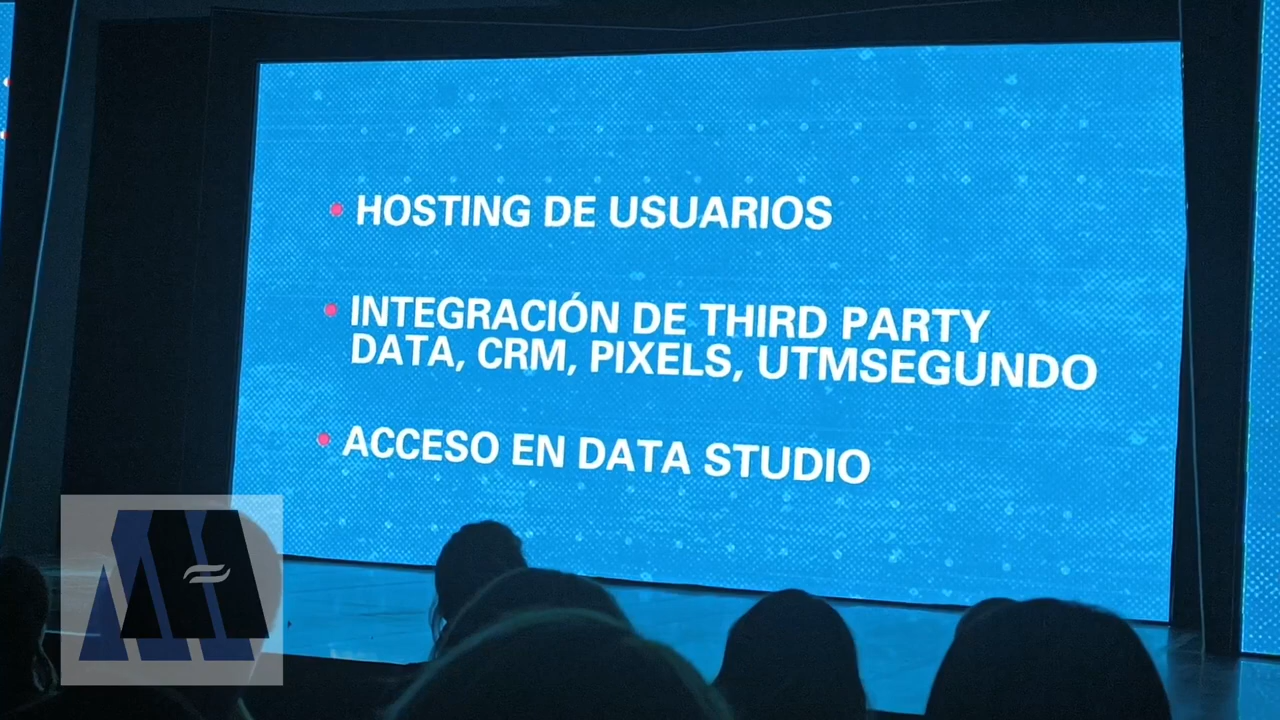 HOSTING DE USUARIOS
INTEGRACIÓN DE THIRD PARTY
DATA, CRM, PIXELS, UTMSEGUNDO
ACCESO EN DATA STUDIO